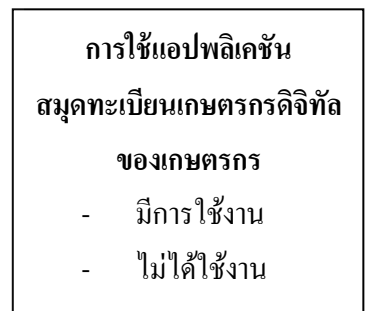 การใช้แอปพลิเคชัน
สมุดทะเบียนเกษตรกรดิจิทัล
ของเกษตรกร
- มีการใช้งาน
- ไม่ได้ใช้งาน